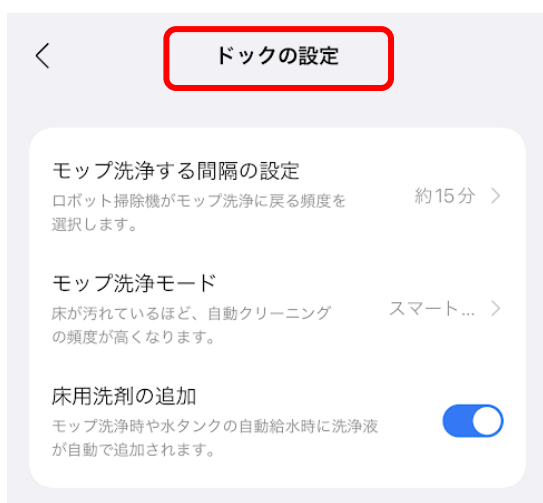 ドックの設定
モップ洗浄する間隔の設定
ロボット掃除機がモップ洗浄に戻る頻度を
選択します。
約15分
モップ洗浄モード
床が汚れているほど、自動クリーニング
の頻度が高くなります。
スマート...
床用洗剤の追加
モップ洗浄時や水タンクの自動給水時に洗浄液
が自動で追加されます。